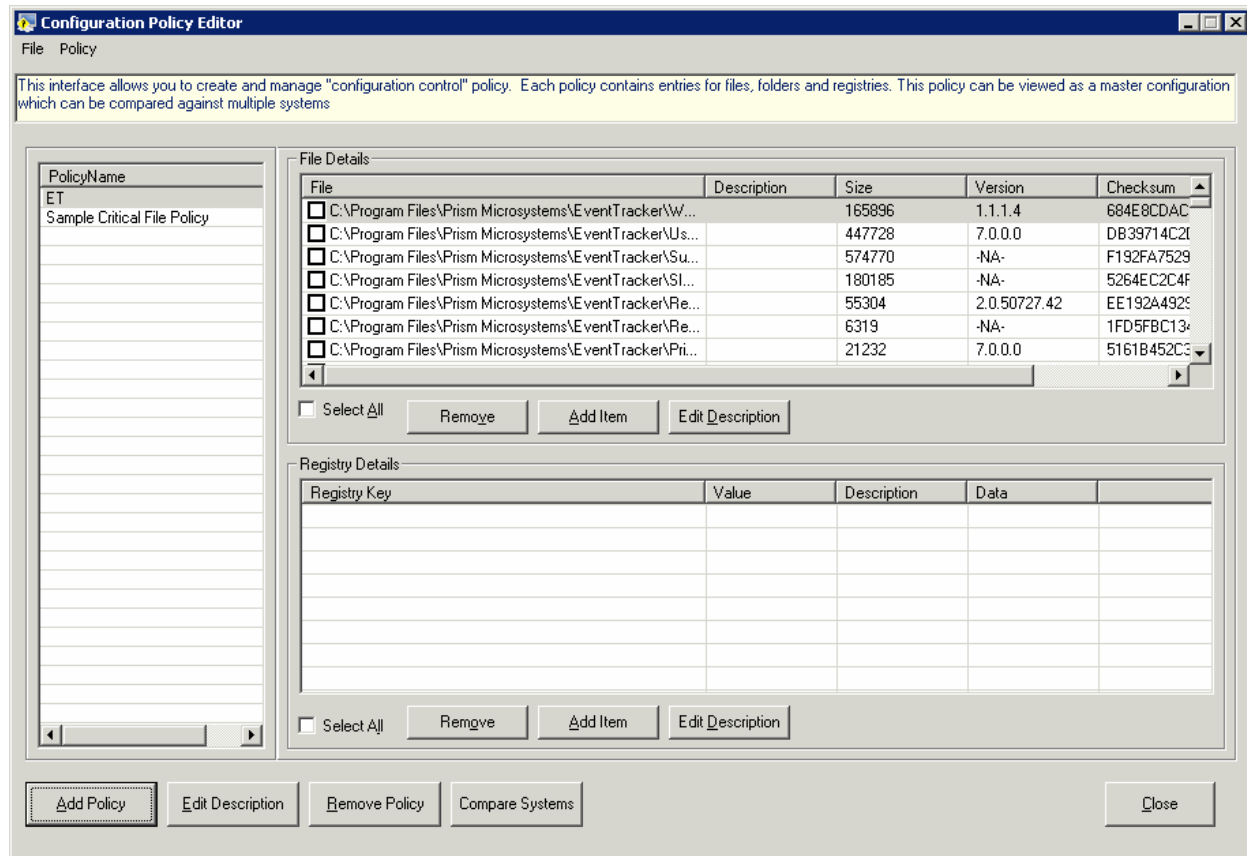 Configuration Policy Editor
File Policy
This interface allows you to create and manage "configuration control" policy. Each policy contains entries for files, folders and registries. This policy can be viewed as a master configuration
which can be compared against multiple systems
PolicyName
ET
Sample Critical File Policy
File Details
File Description Size Version Checksum
C:\Program Files\Prism Microsystems\EventTracker\W... 165896 1.1.1.4 684E8CDAC
C:\Program Files\Prism Microsystems\EventTracker\Us... 447728 7.0.0.0 DB39714C2
C:\Program Files\Prism Microsystems\EventTracker\Su... 574770 -NA- F192FA7529
C:\Program Files\Prism Microsystems\EventTracker\Sl... 180185 -NA- 5264EC2C4
C:\Program Files\Prism Microsystems\EventTracker\Re... 55304 2.0.50727.42 EE192A492
C:\Program Files\Prism Microsystems\EventTracker\Re... 6319 -NA- 1FD5FBC13
C:\Program Files\Prism Microsystems\EventTracker\Pri... 21232 7.0.0.0 5161B452C
Select All Remove Add Item Edit Description
Registry Details
Registry Key Value Description Data
Select All Remove Add Item Edit Description
Add Policy Edit Description Remove Policy Compare Systems Close